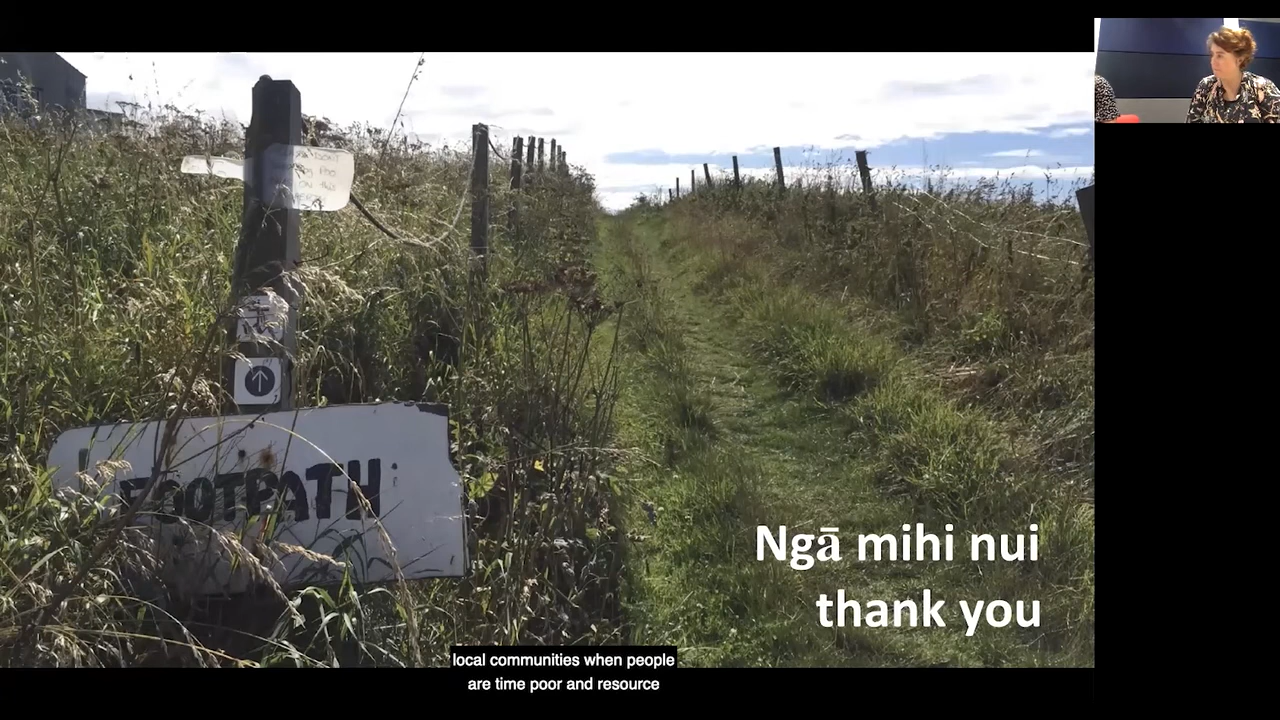 FOOTPATH
Ngā mihi nui
thank you
local communities when people
are time poor and resource